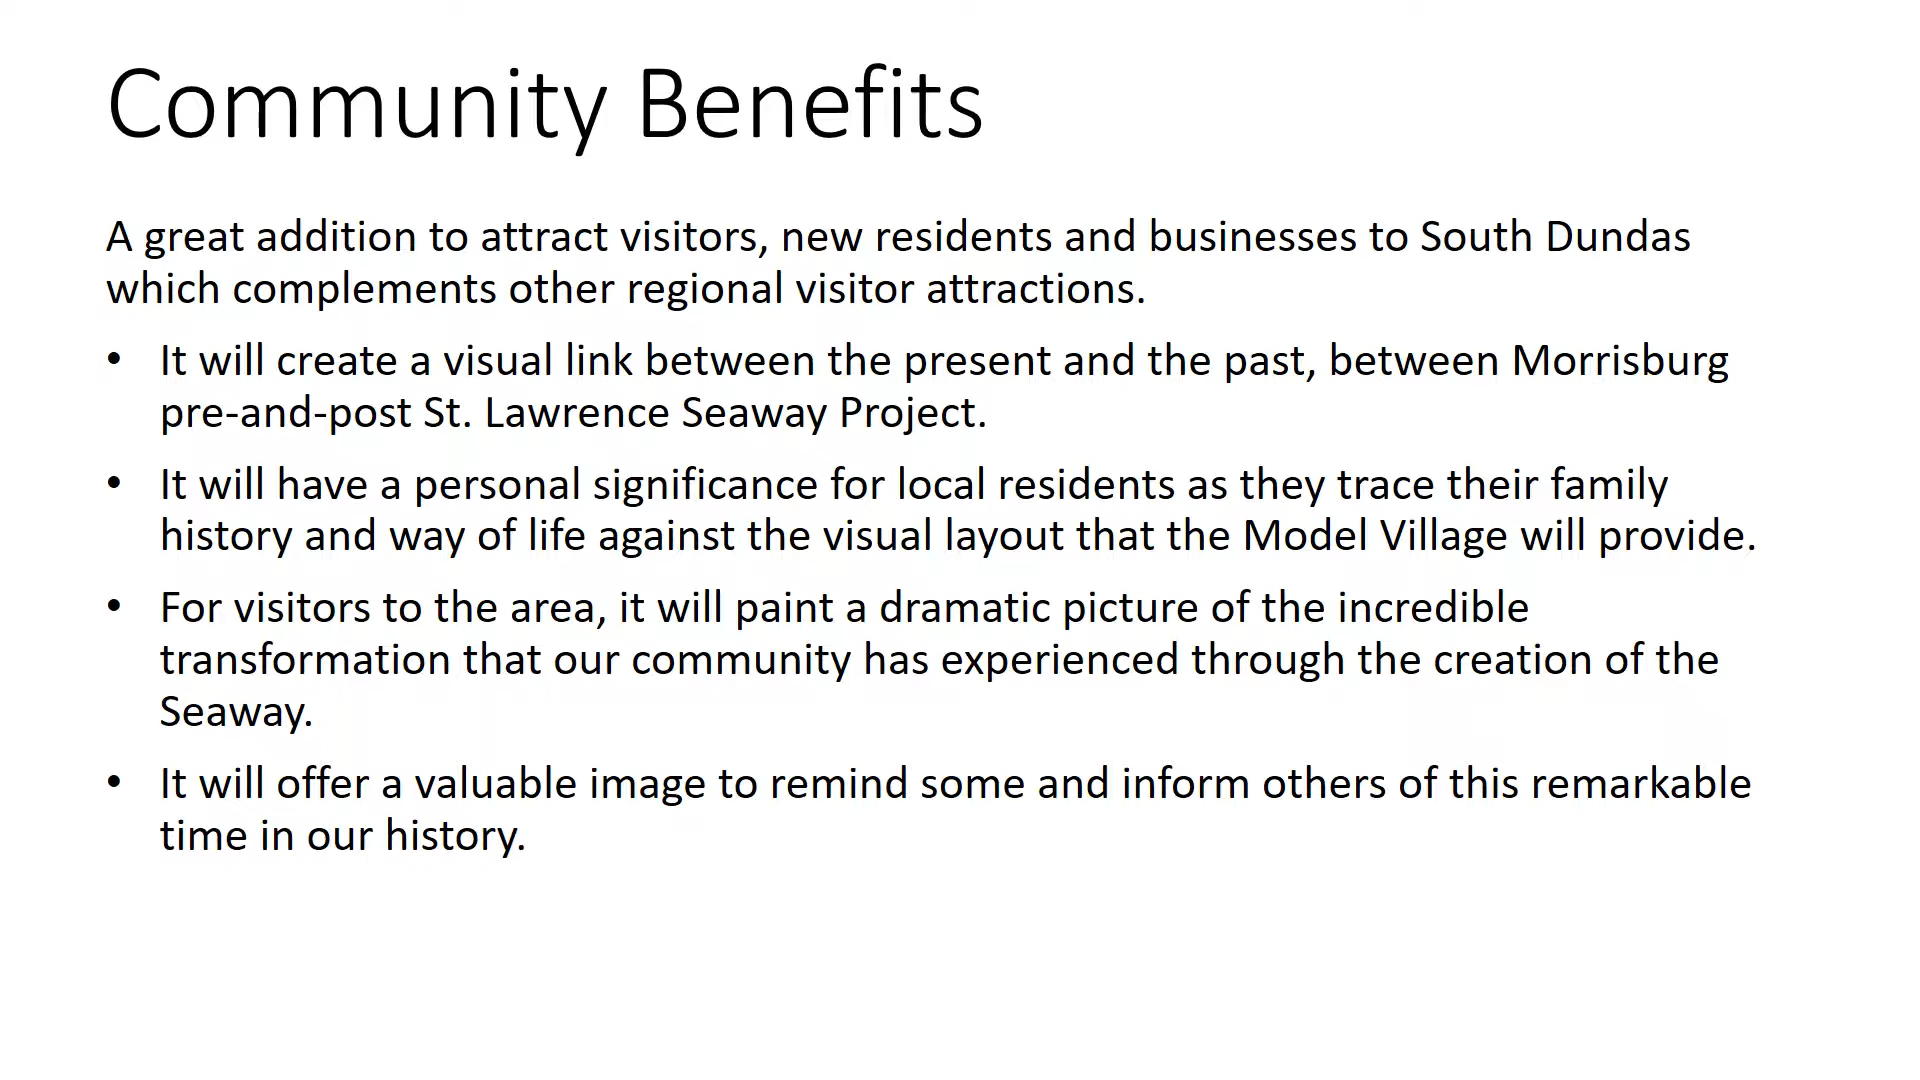 Community Benefits
A great addition to attract visitors, new residents and businesses to South Dundas
which complements other regional visitor attractions.
• It will create a visual link between the present and the past, between Morrisburg
pre-and-post St. Lawrence Seaway Project.
• It will have a personal significance for local residents as they trace their family
history and way of life against the visual layout that the Model Village will provide.
• For visitors to the area, it will paint a dramatic picture of the incredible
transformation that our community has experienced through the creation of the
Seaway.
• It will offer a valuable image to remind some and inform others of this remarkable
time in our history.